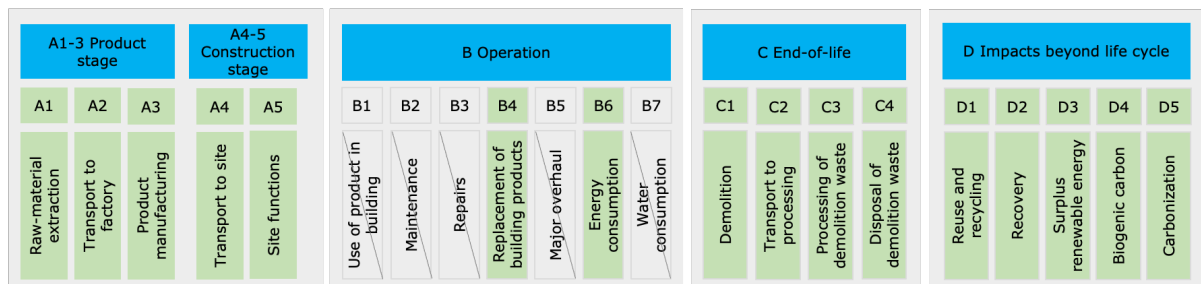 A1-3 Product
stage
A4-5
Construction
stage
B Operation
C End-of-life
D Impacts beyond life cycle
A1
A2
A3
A4
A5
B1
B2
B3
B4
B5
B6
B7
C1
C2
C3
C4
D1
D2
D3
D4
D5
Raw-material
extraction
Transport to
factory
Product
manufacturing
Transport to site
Site functions
Use of product in
building
Maintenance
Repairs
Replacement of
building products
Major overhaul
Energy
consumption
Water
consumption
Demolition
Transport to
processing
Processing of
demolition waste
Disposal of
demolition waste
Reuse and
recycling
Recovery
Surplus
renewable energy
Biogenic carbon
Carbonization